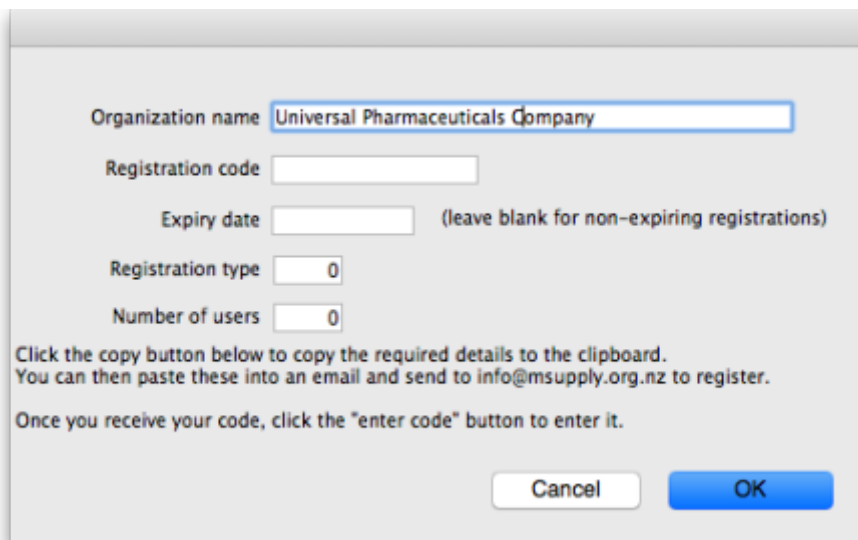 Organization name Universal Pharmaceuticals Company
Registration code
Expiry date (leave blank for non-expiring registrations)
Registration type 0
Number of users 0
Click the copy button below to copy the required details to the clipboard.
You can then paste these into an email and send to info@msupply.org.nz to register.
Once you receive your code, click the "enter code" button to enter it.
Cancel OK